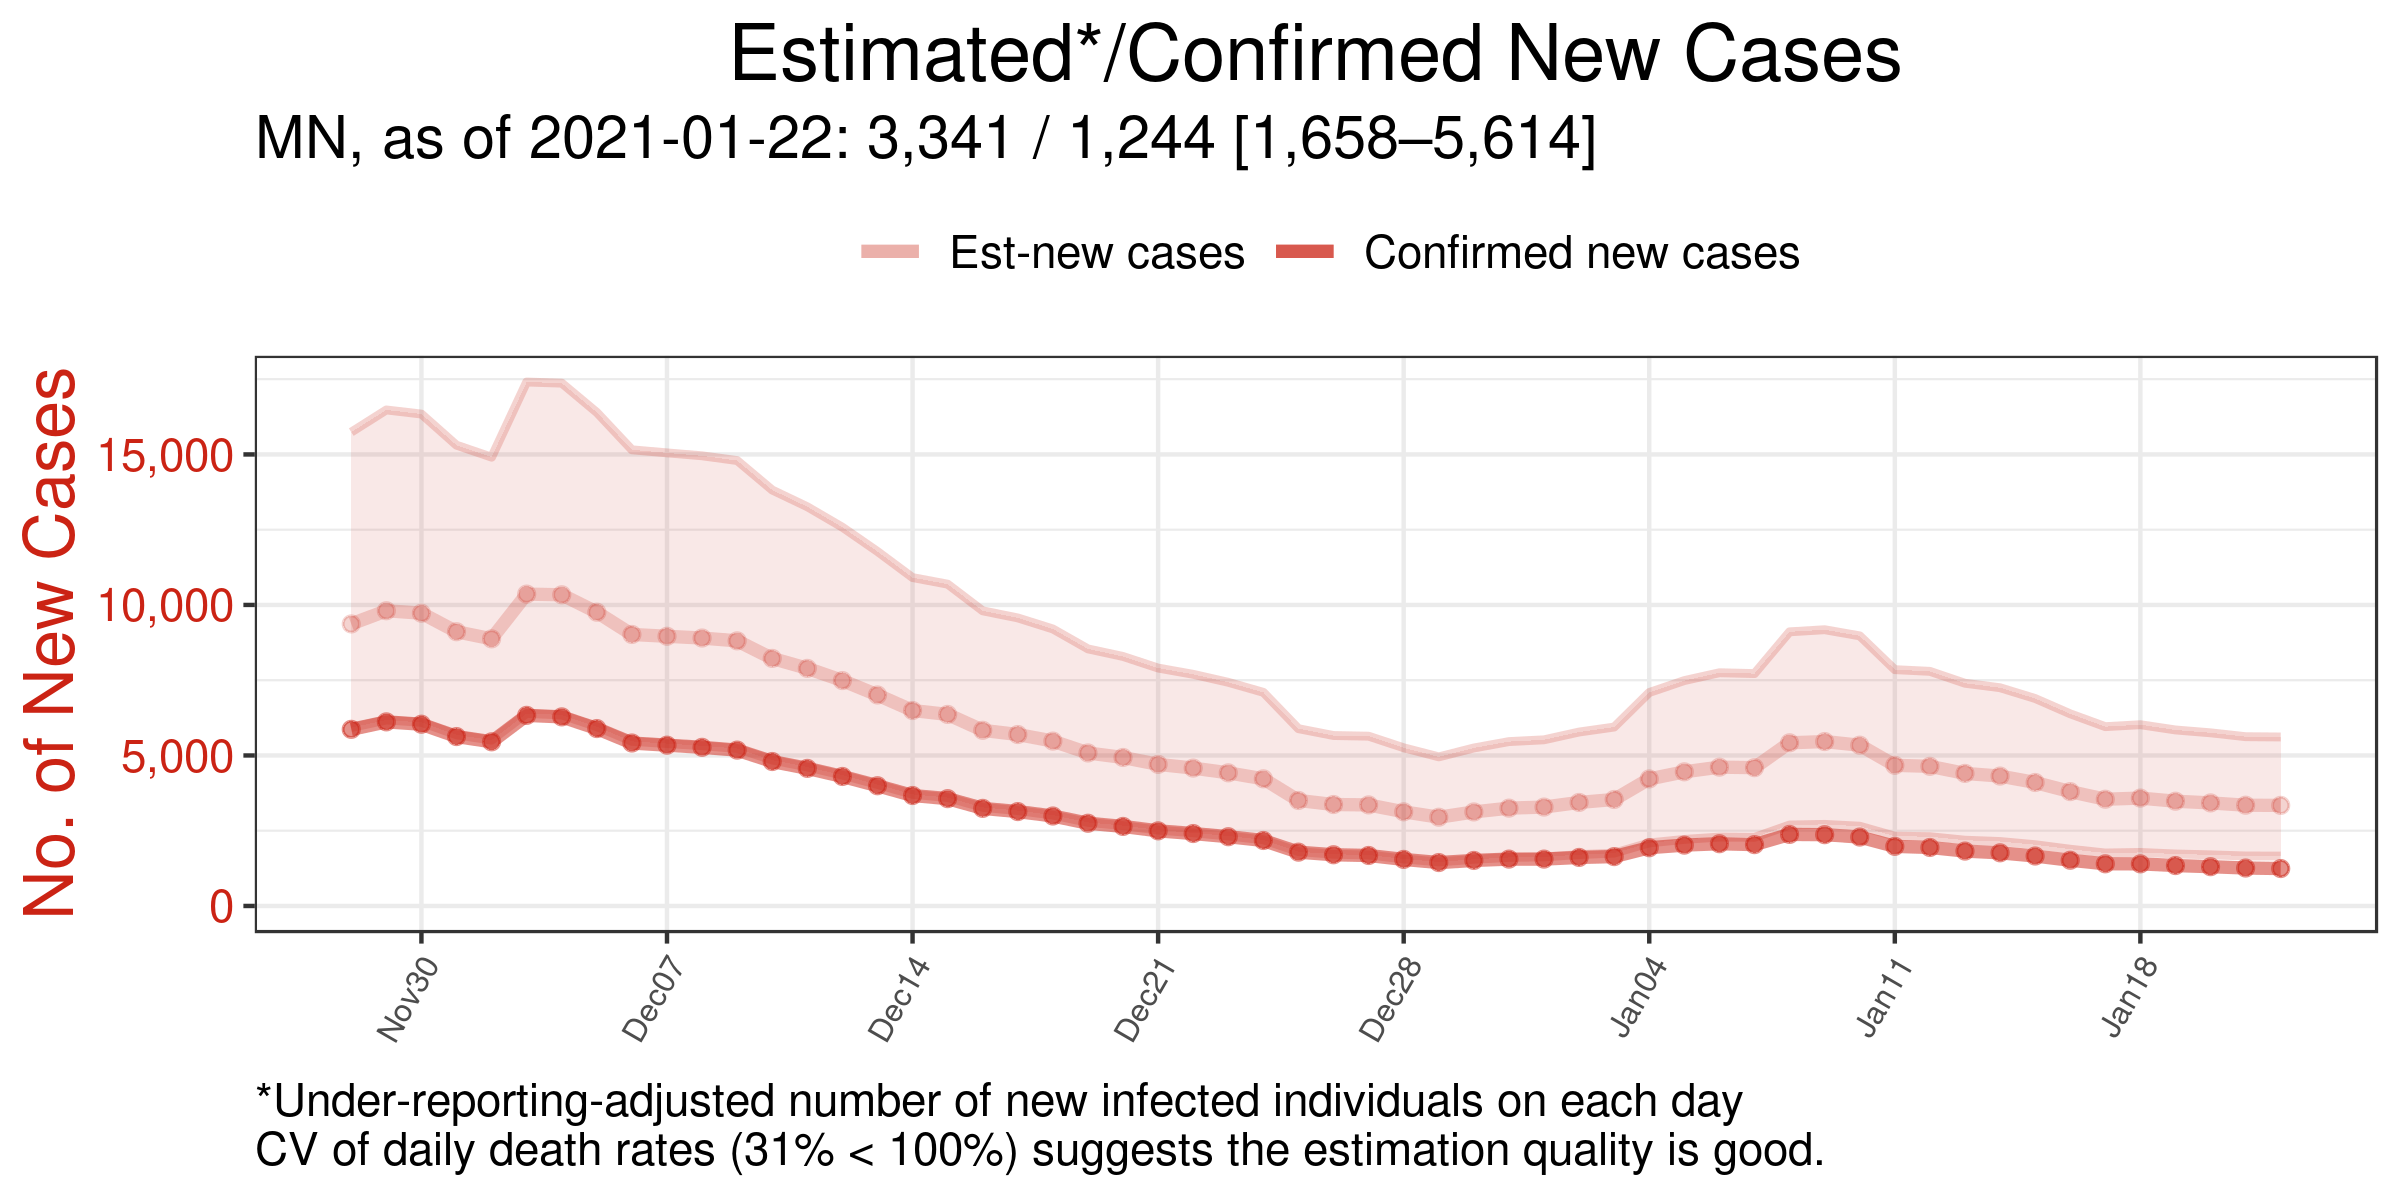 Estimated*/Confirmed New Cases
MN, as of 2021-01-22: 3,341 / 1,244 [1,658–5,614]
Est-new cases
Confirmed new cases
No. of New Cases
15,000
10,000
5,000
0
Nov30
Dec07
Dec14
Dec21
Dec28
Jan04
Jan11
Jan18
*Under-reporting-adjusted number of new infected individuals on each day
CV of daily death rates (31% < 100%) suggests the estimation quality is good.